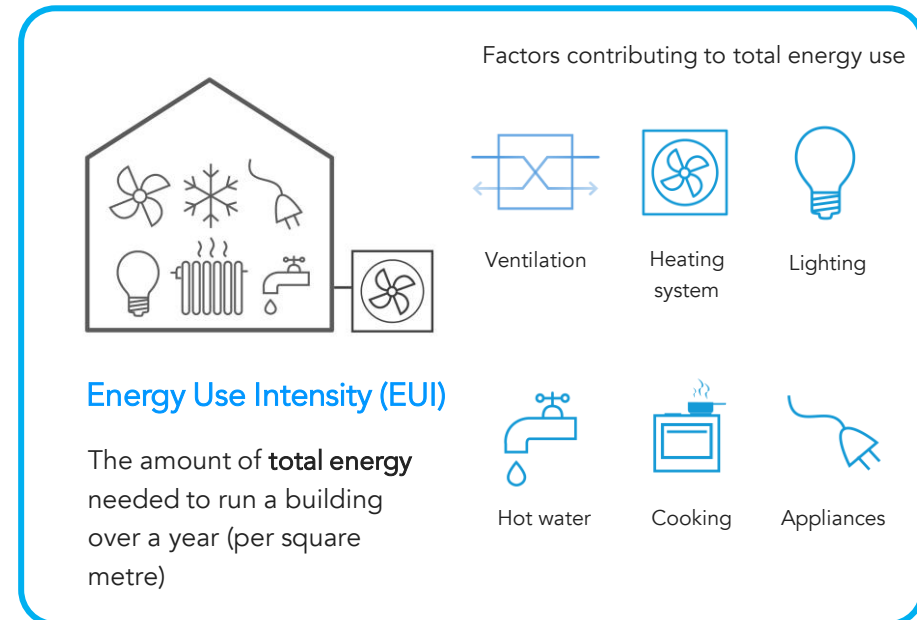 Factors contributing to total energy use
Ventilation
Heating
system
Lighting
Energy Use Intensity (EUI)
The amount of total energy
needed to run a building
over a year (per square
metre)
Hot water
Cooking
Appliances